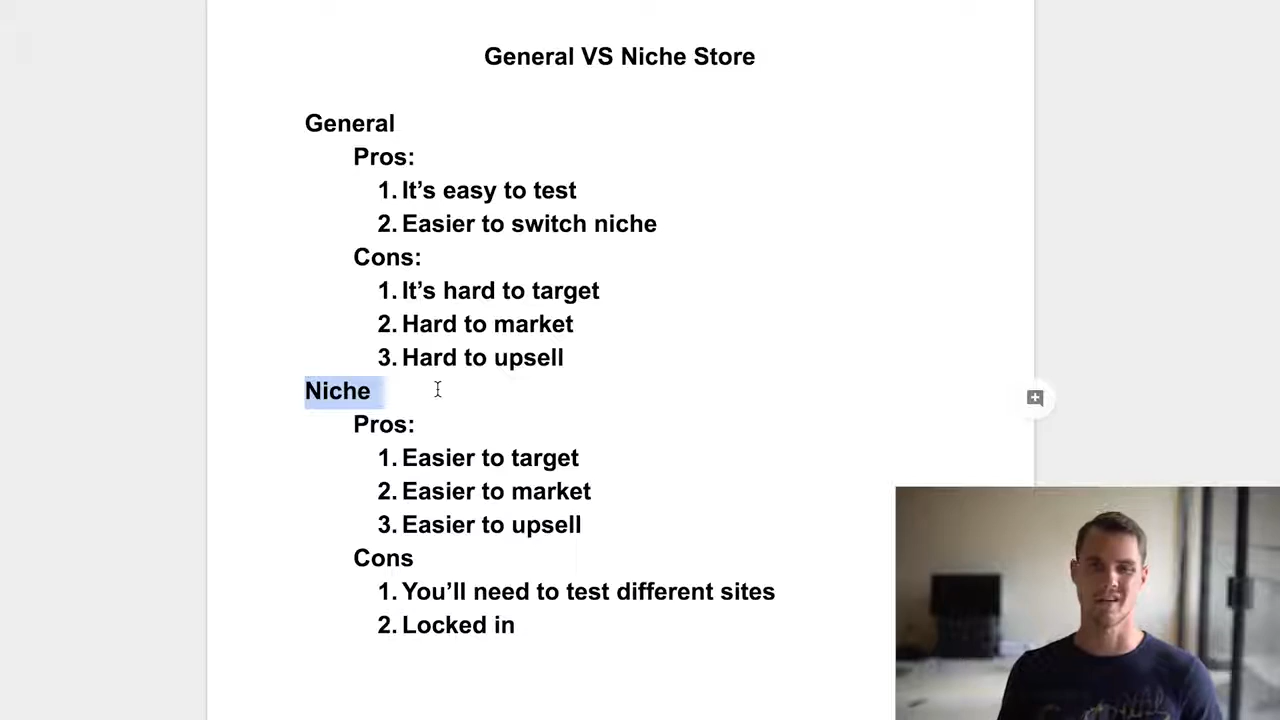 General VS Niche Store
General
Pros:
1. It’s easy to test
2. Easier to switch niche
Cons:
1. It’s hard to target
2. Hard to market
3. Hard to upsell
Niche
Pros:
1. Easier to target
2. Easier to market
3. Easier to upsell
Cons
1. You’ll need to test different sites
2. Locked in